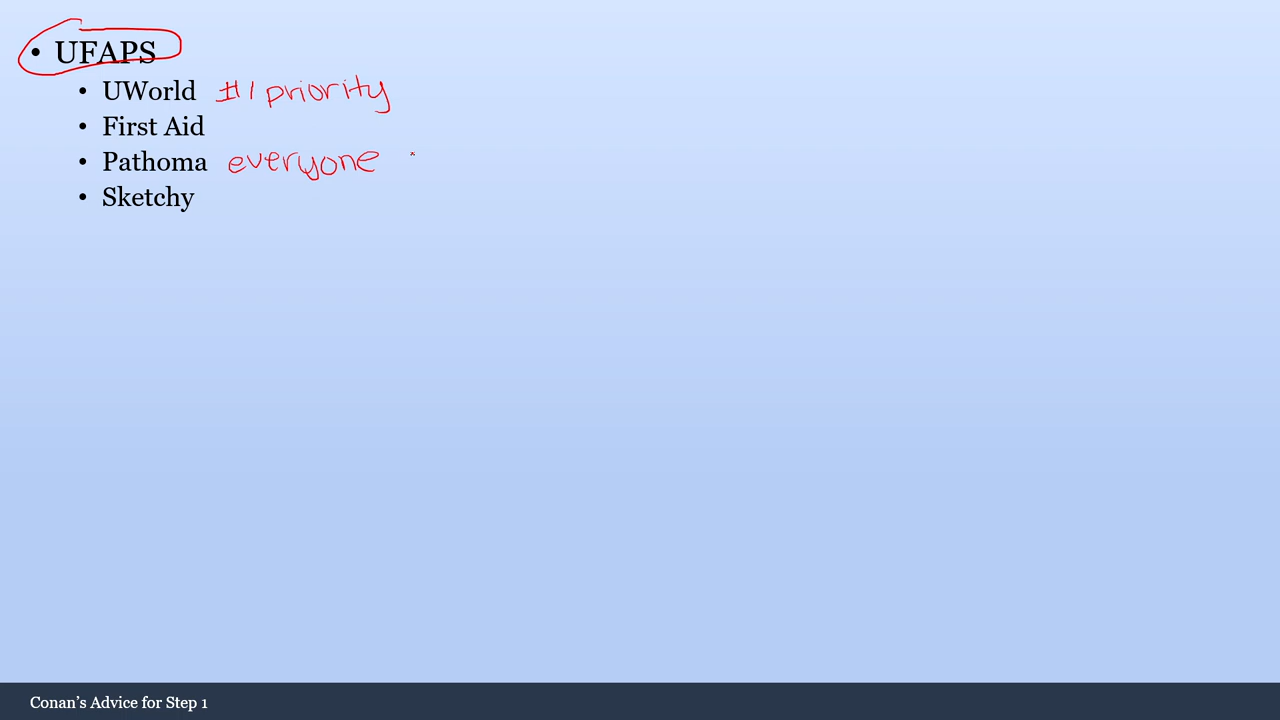 • UFAPS
• UWorld #1 priority
• First Aid
• Pathoma everyone
• Sketchy
Conan's Advice for Step 1